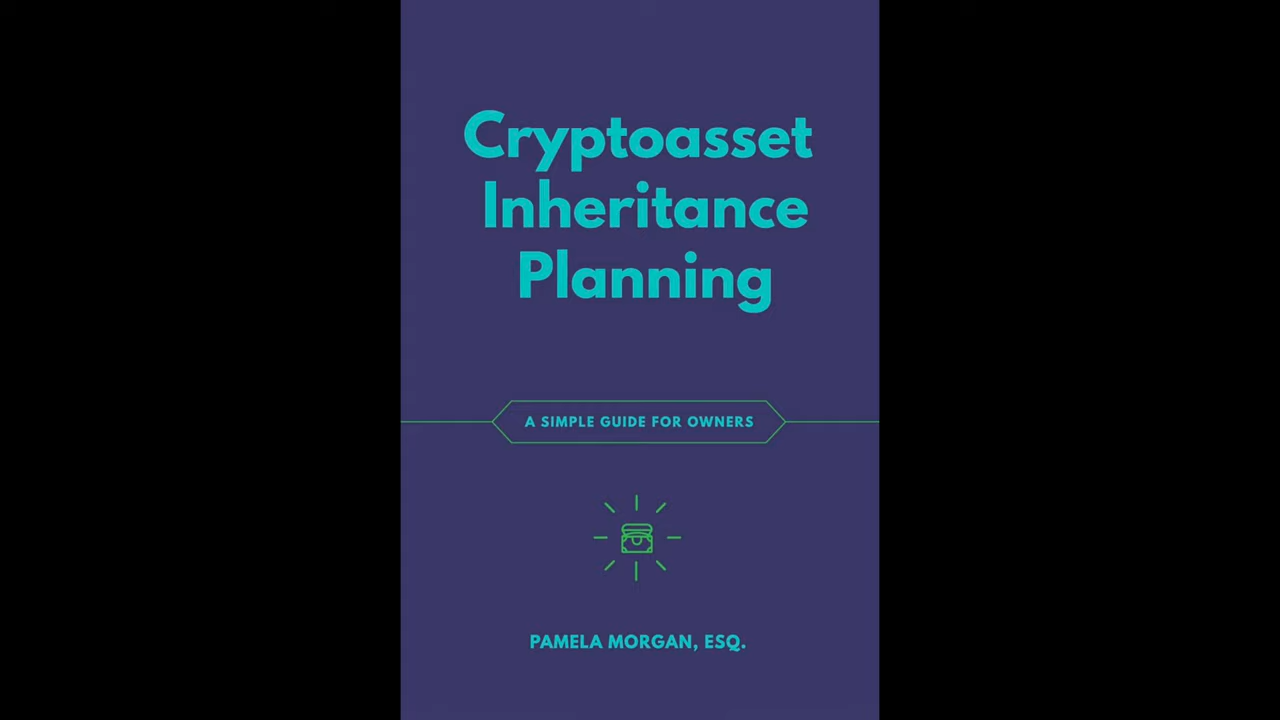 Cryptoasset
Inheritance
Planning
A SIMPLE GUIDE FOR OWNERS
PAMELA MORGAN, ESQ.